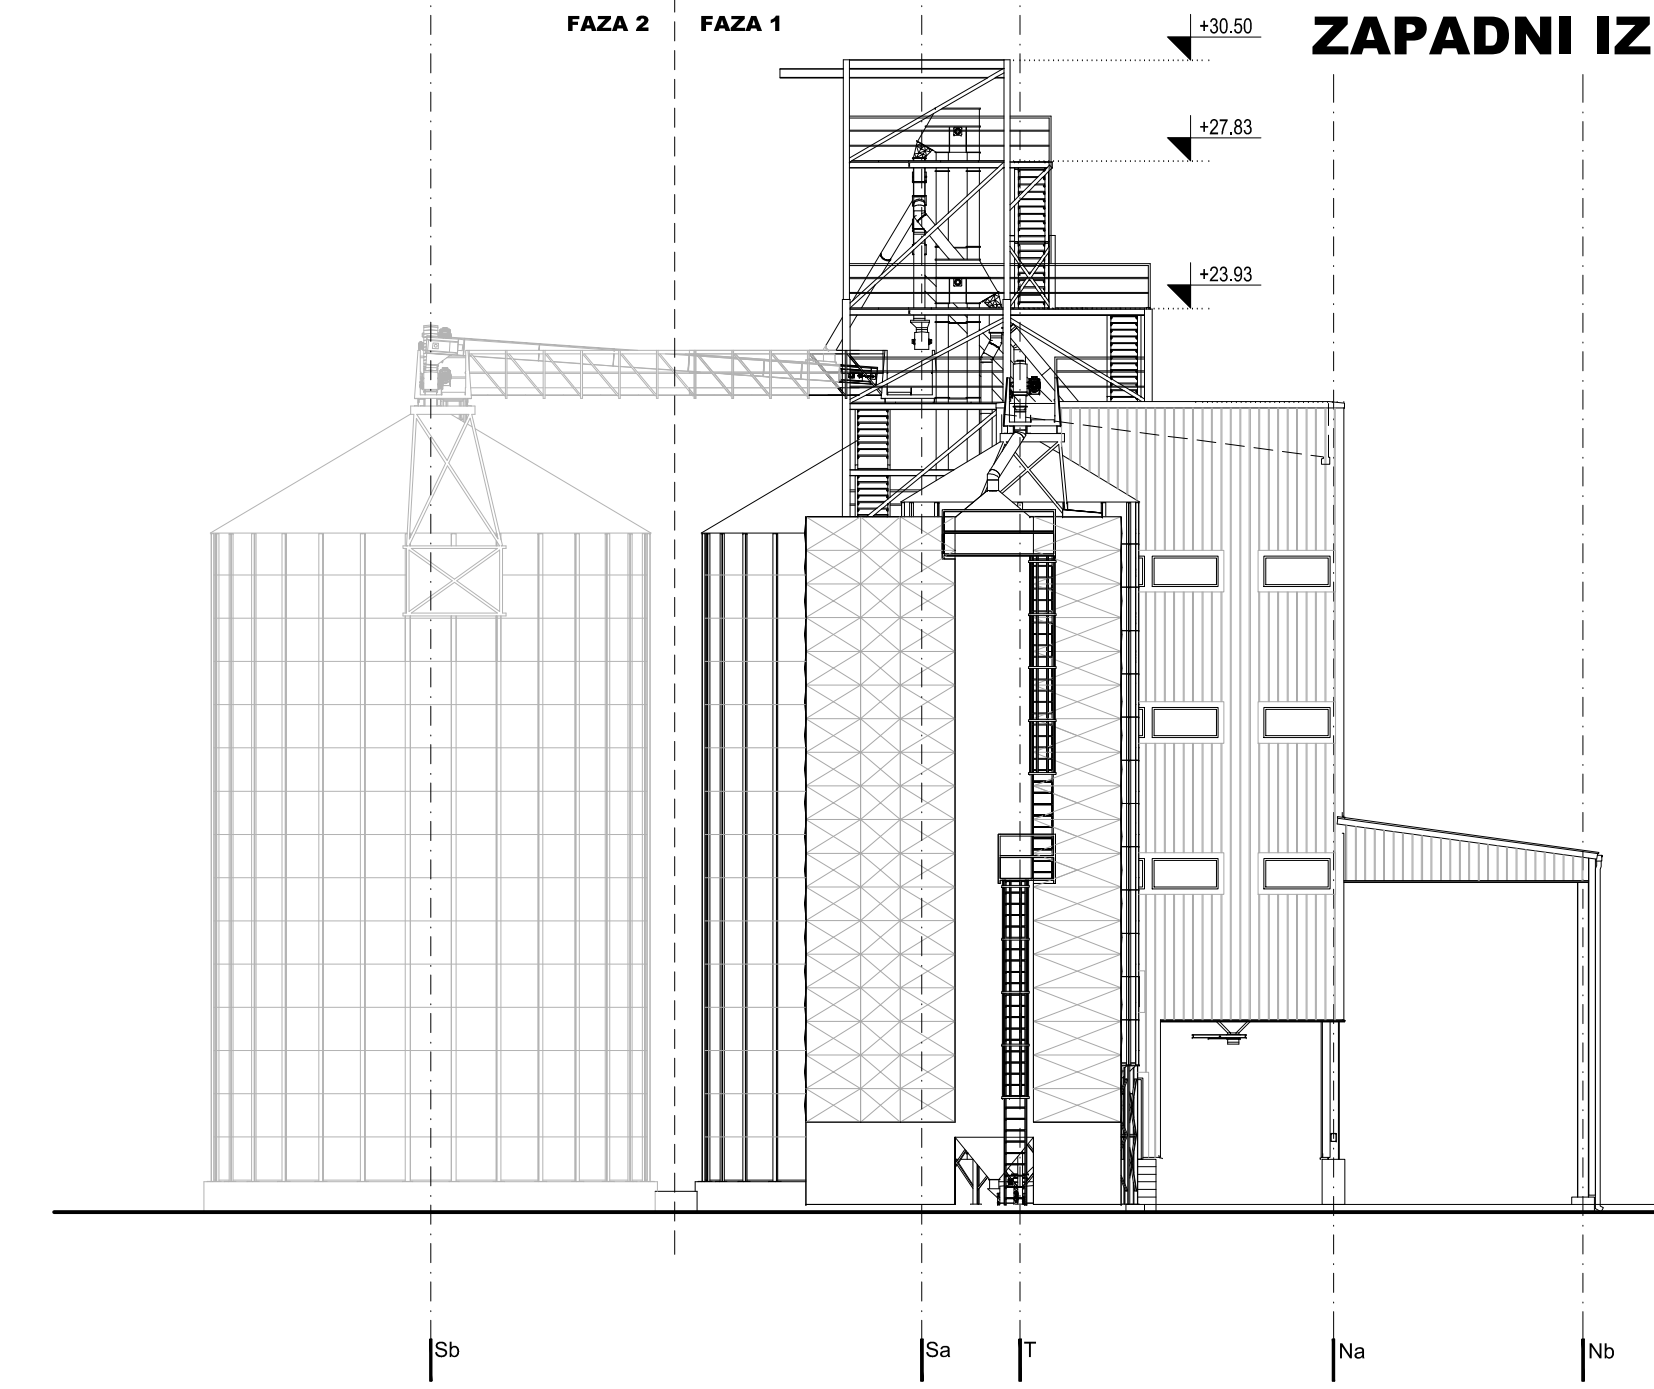 FAZA 2 FAZA 1
ZAPADNI IZ
+30.50
+27.83
+23.93
Sb Sa T Na Nb